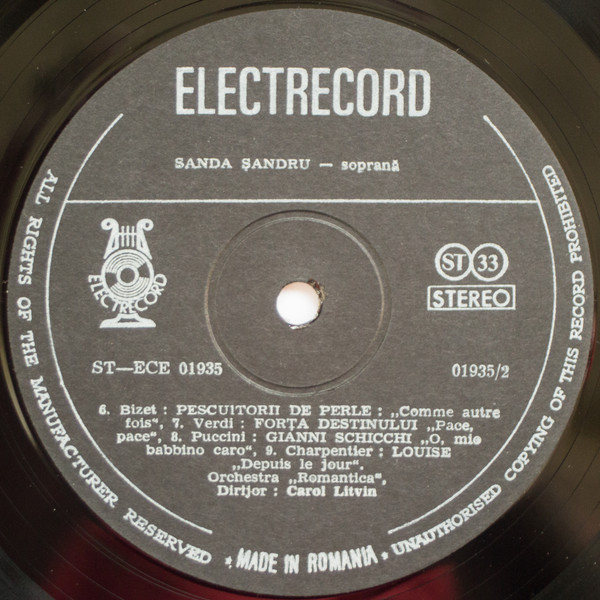 ELECTRECORD
SANDA ȘANDRU — soprană
ELECTRECORD
ST 33
STEREO
ST—ECE 01935
01935/2
6. Bizet : PESCUITORII DE PERLE : „Comme autre
fois“, 7. Verdi : FORȚA DESTINULUI „Pace,
pace“, 8. Puccini : GIANNI SCHICCHI „O, mio
babbino caro“, 9. Charpentier : LOUISE
„Depuis le jour“.
Orchestra „Romantica“,
Dirijor : Carol Litvin
ALL RIGHTS OF THE MANUFACTURER RESERVED * MADE IN ROMANIA * UNAUTHORISED COPYING OF THIS RECORD PROHIBITED